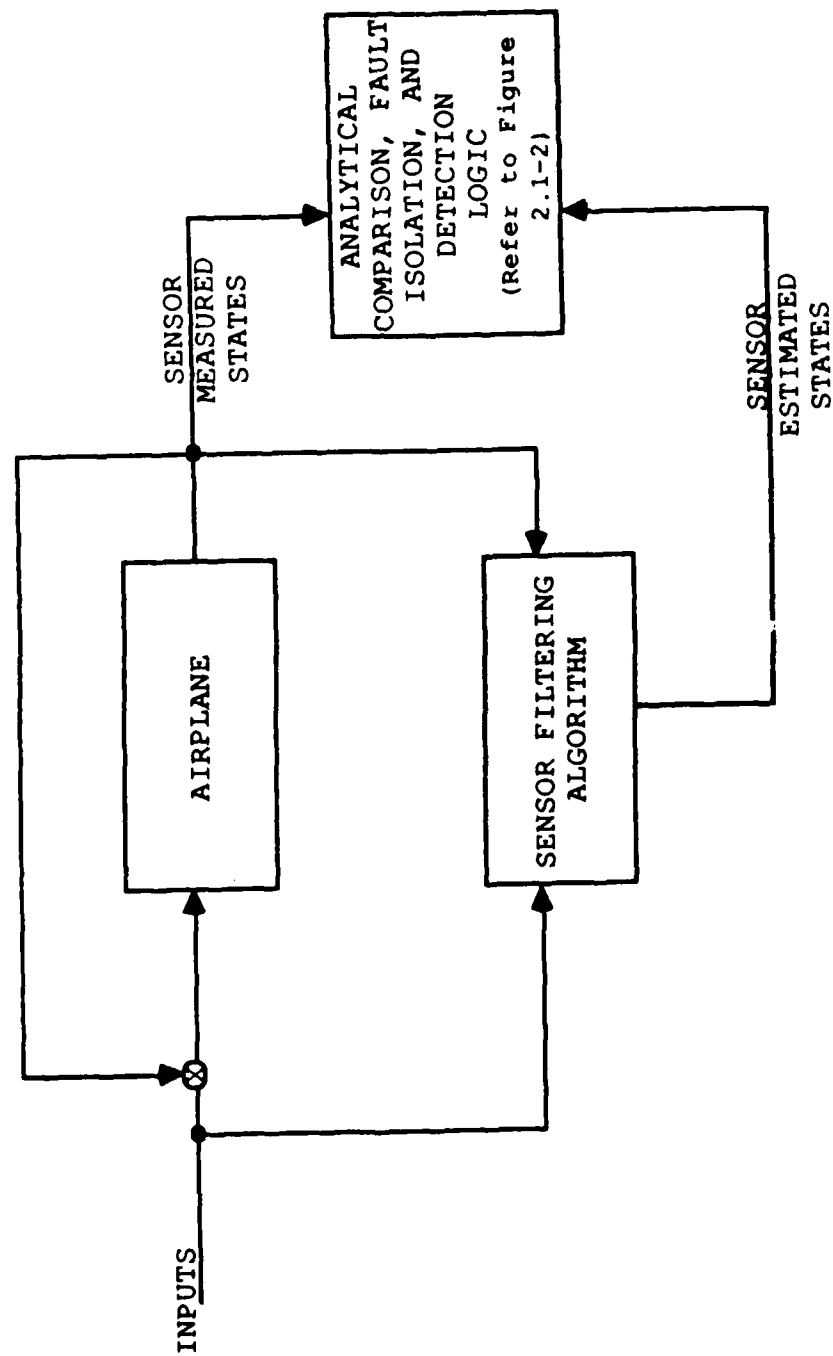 INPUTS
AIRPLANE
SENSOR
MEASURED
STATES
ANALYTICAL
COMPARISON, FAULT
ISOLATION, AND
DETECTION
LOGIC
(Refer to Figure
2.1-2)
SENSOR FILTERING
ALGORITHM
SENSOR
ESTIMATED
STATES